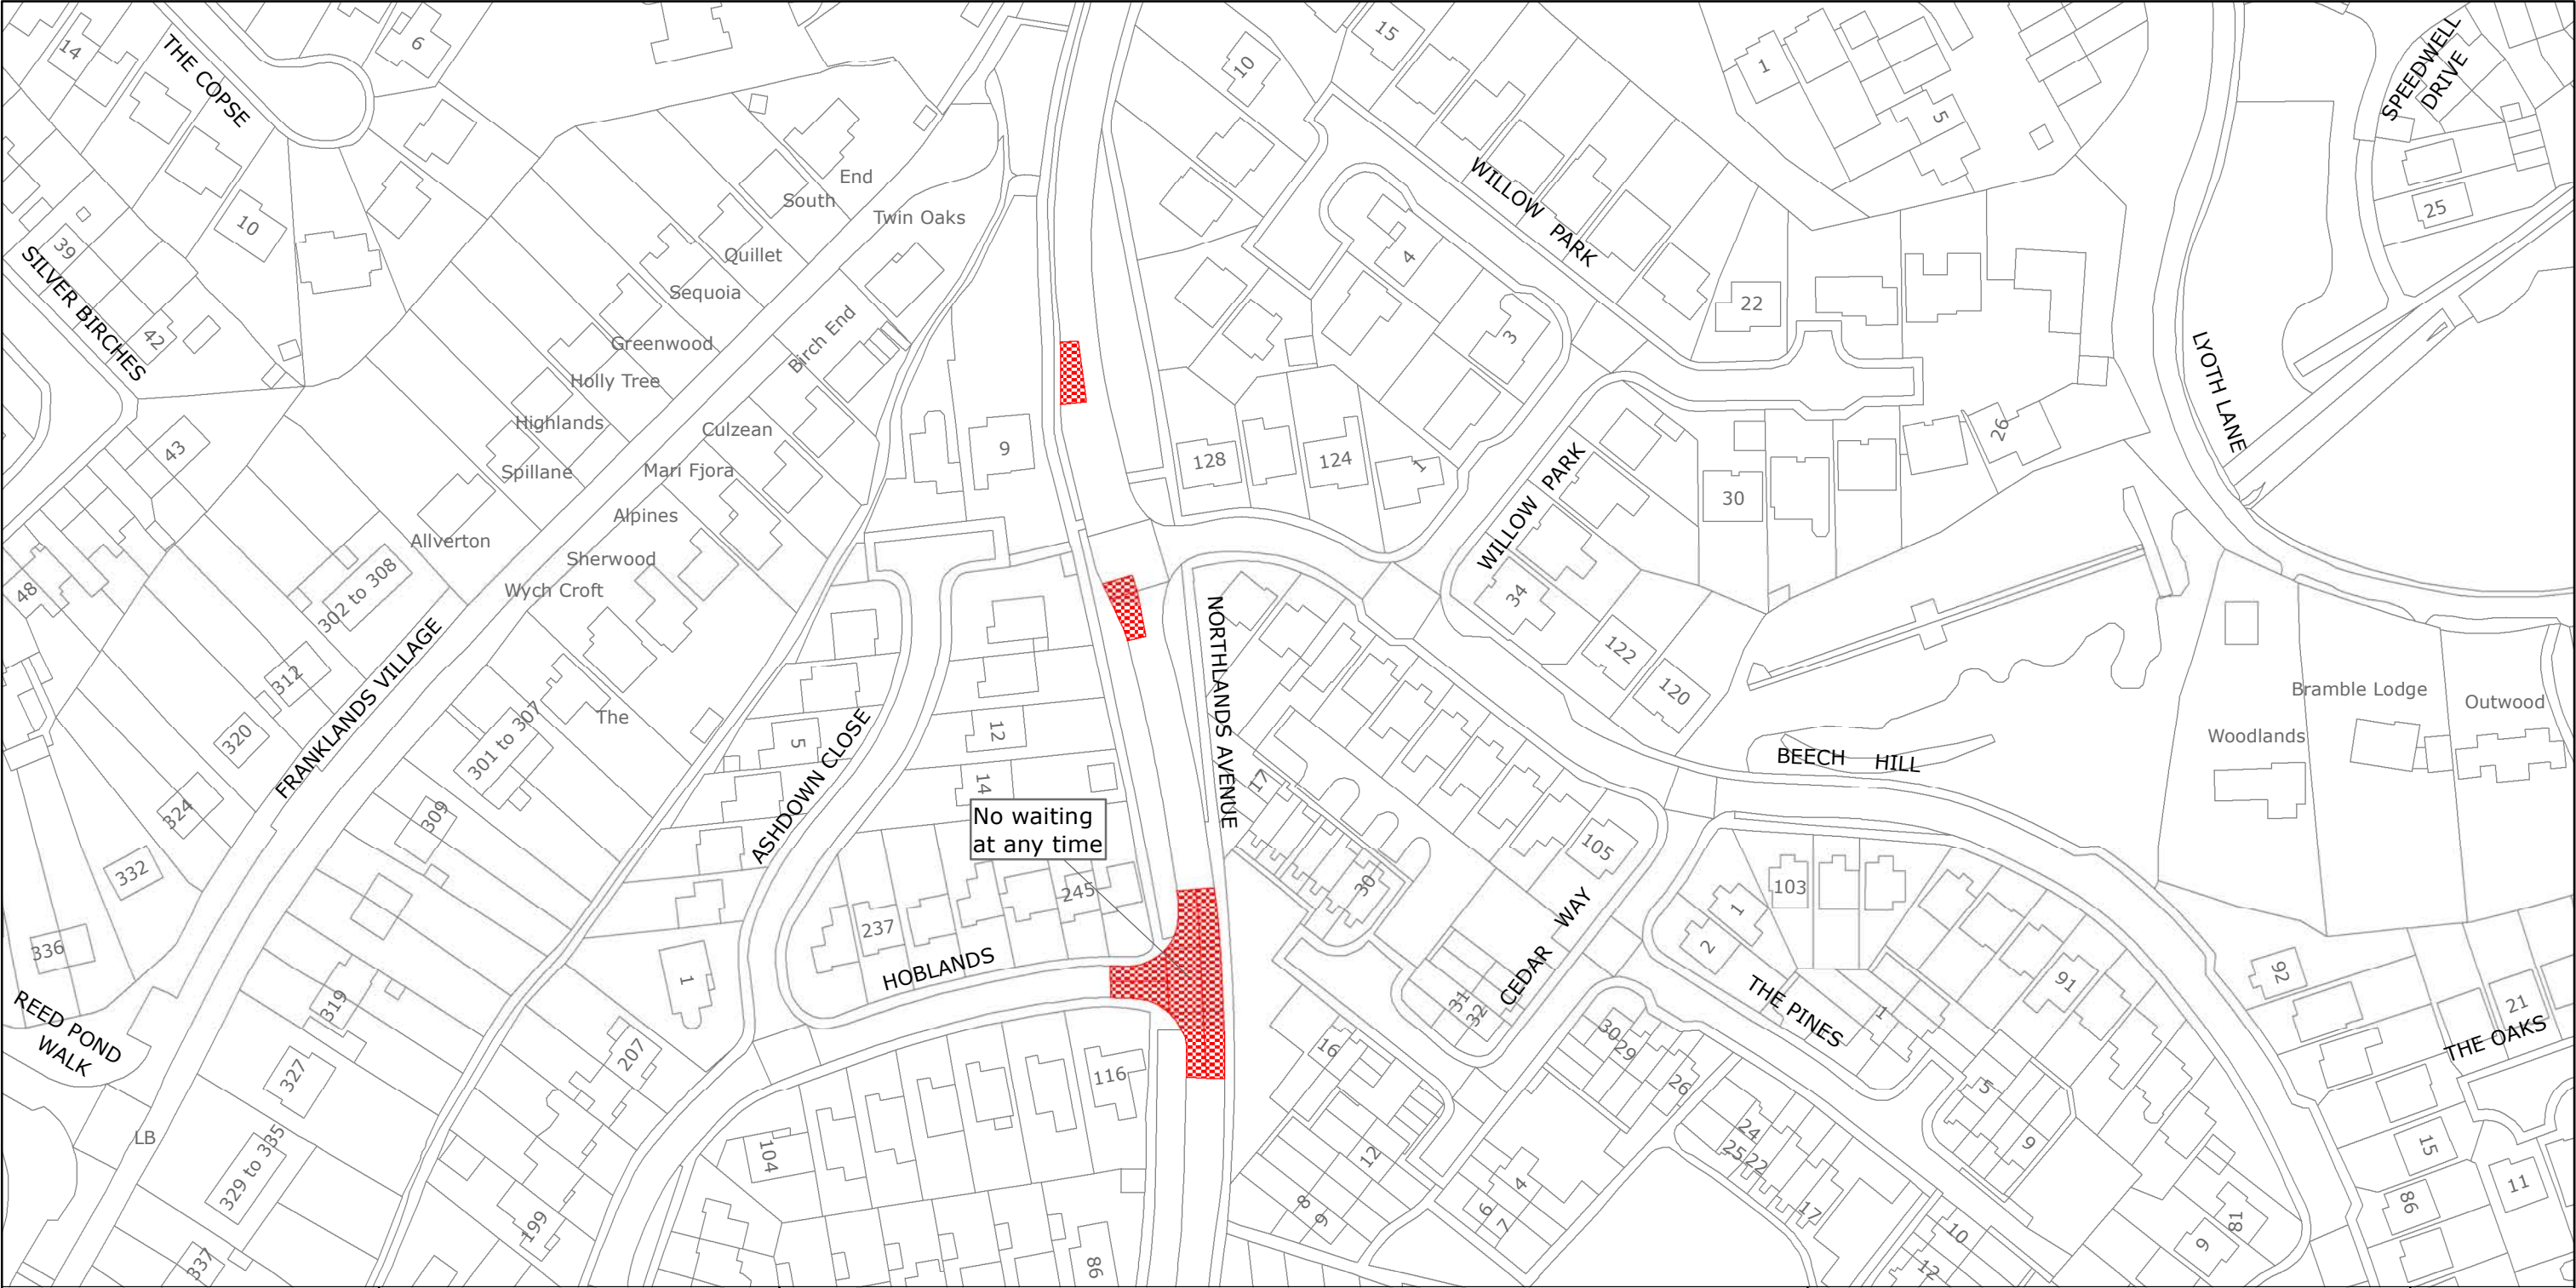 14
THE COPSE
6
10
15
1
5
SPEEDWELL
DRIVE
WILLOW PARK
End
South
Twin Oaks
25
39
10
SILVER BIRCHES
Quillet
4
Sequoia
22
42
Birch End
Greenwood
3
LYOTH LANE
Holly Tree
Highlands
Culzean
26
43
9
128
124
1
Spillane
Mari Fjora
WILLOW PARK
30
Alpines
Allverton
Sherwood
302 to 308
Wych Croft
48
34
NORTHLANDS AVENUE
122
312
120
Bramble Lodge
Outwood
FRANKLANDS VILLAGE
The
320
301 to 307
5
12
Woodlands
BEECH HILL
ASHDOWN CLOSE
14
17
324
309
No waiting
at any time
105
332
245
30
103
237
1
336
2
CEDAR WAY
HOBLANDS
1
92
91
319
31
32
THE PINES
1
21
REED POND
WALK
30
29
THE OAKS
207
16
327
116
26
5
LB
104
12
24
25
22
9
15
329 to 335
4
11
8
9
6
7
17
86
199
10
81
9
337
86
12